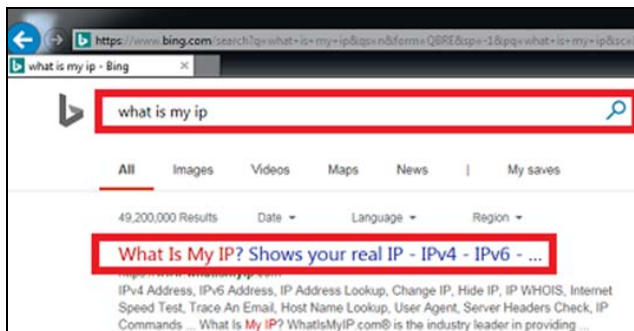 https://www.bing.com/search?q=what+is+my+ip&qs=n&form=QBRE&sp=-1&pq=what+is+my+ip&sc=
what is my ip - Bing
what is my ip
All Images Videos Maps News | My saves
49,200,000 Results Date Language Region
What Is My IP? Shows your real IP - IPv4 - IPv6 - ...
IPv4 Address, IPv6 Address, IP Address Lookup, Change IP, Hide IP, IP WHOIS, Internet
Speed Test, Trace An Email, Host Name Lookup, User Agent, Server Headers Check, IP
Commands ... What Is My IP? WhatIsMyIP.com® is the industry leader in providing ...